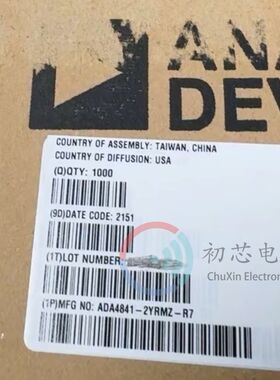 ANA
DEV
COUNTRY OF ASSEMBLY: TAIWAN, CHINA
COUNTRY OF DIFFUSION: USA
(Q)QTY: 1000
(9D)DATE CODE: 2151
(1T)LOT NUMBER:
初芯电
ChuXin Electron
(1P)MFG NO: ADA4841-2YRMZ-R7